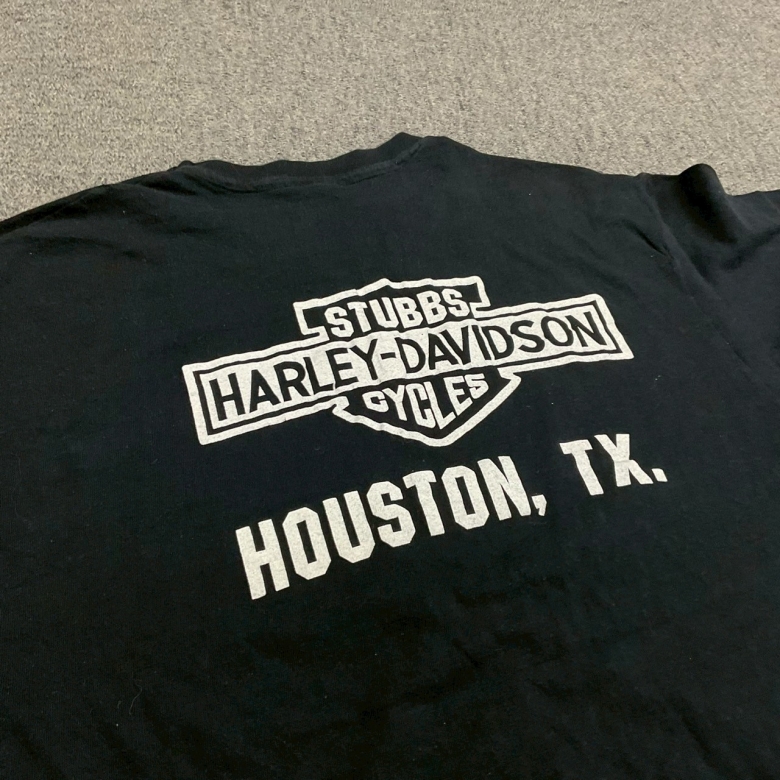 STUBBS
HARLEY-DAVIDSON
CYCLES
HOUSTON, TX.